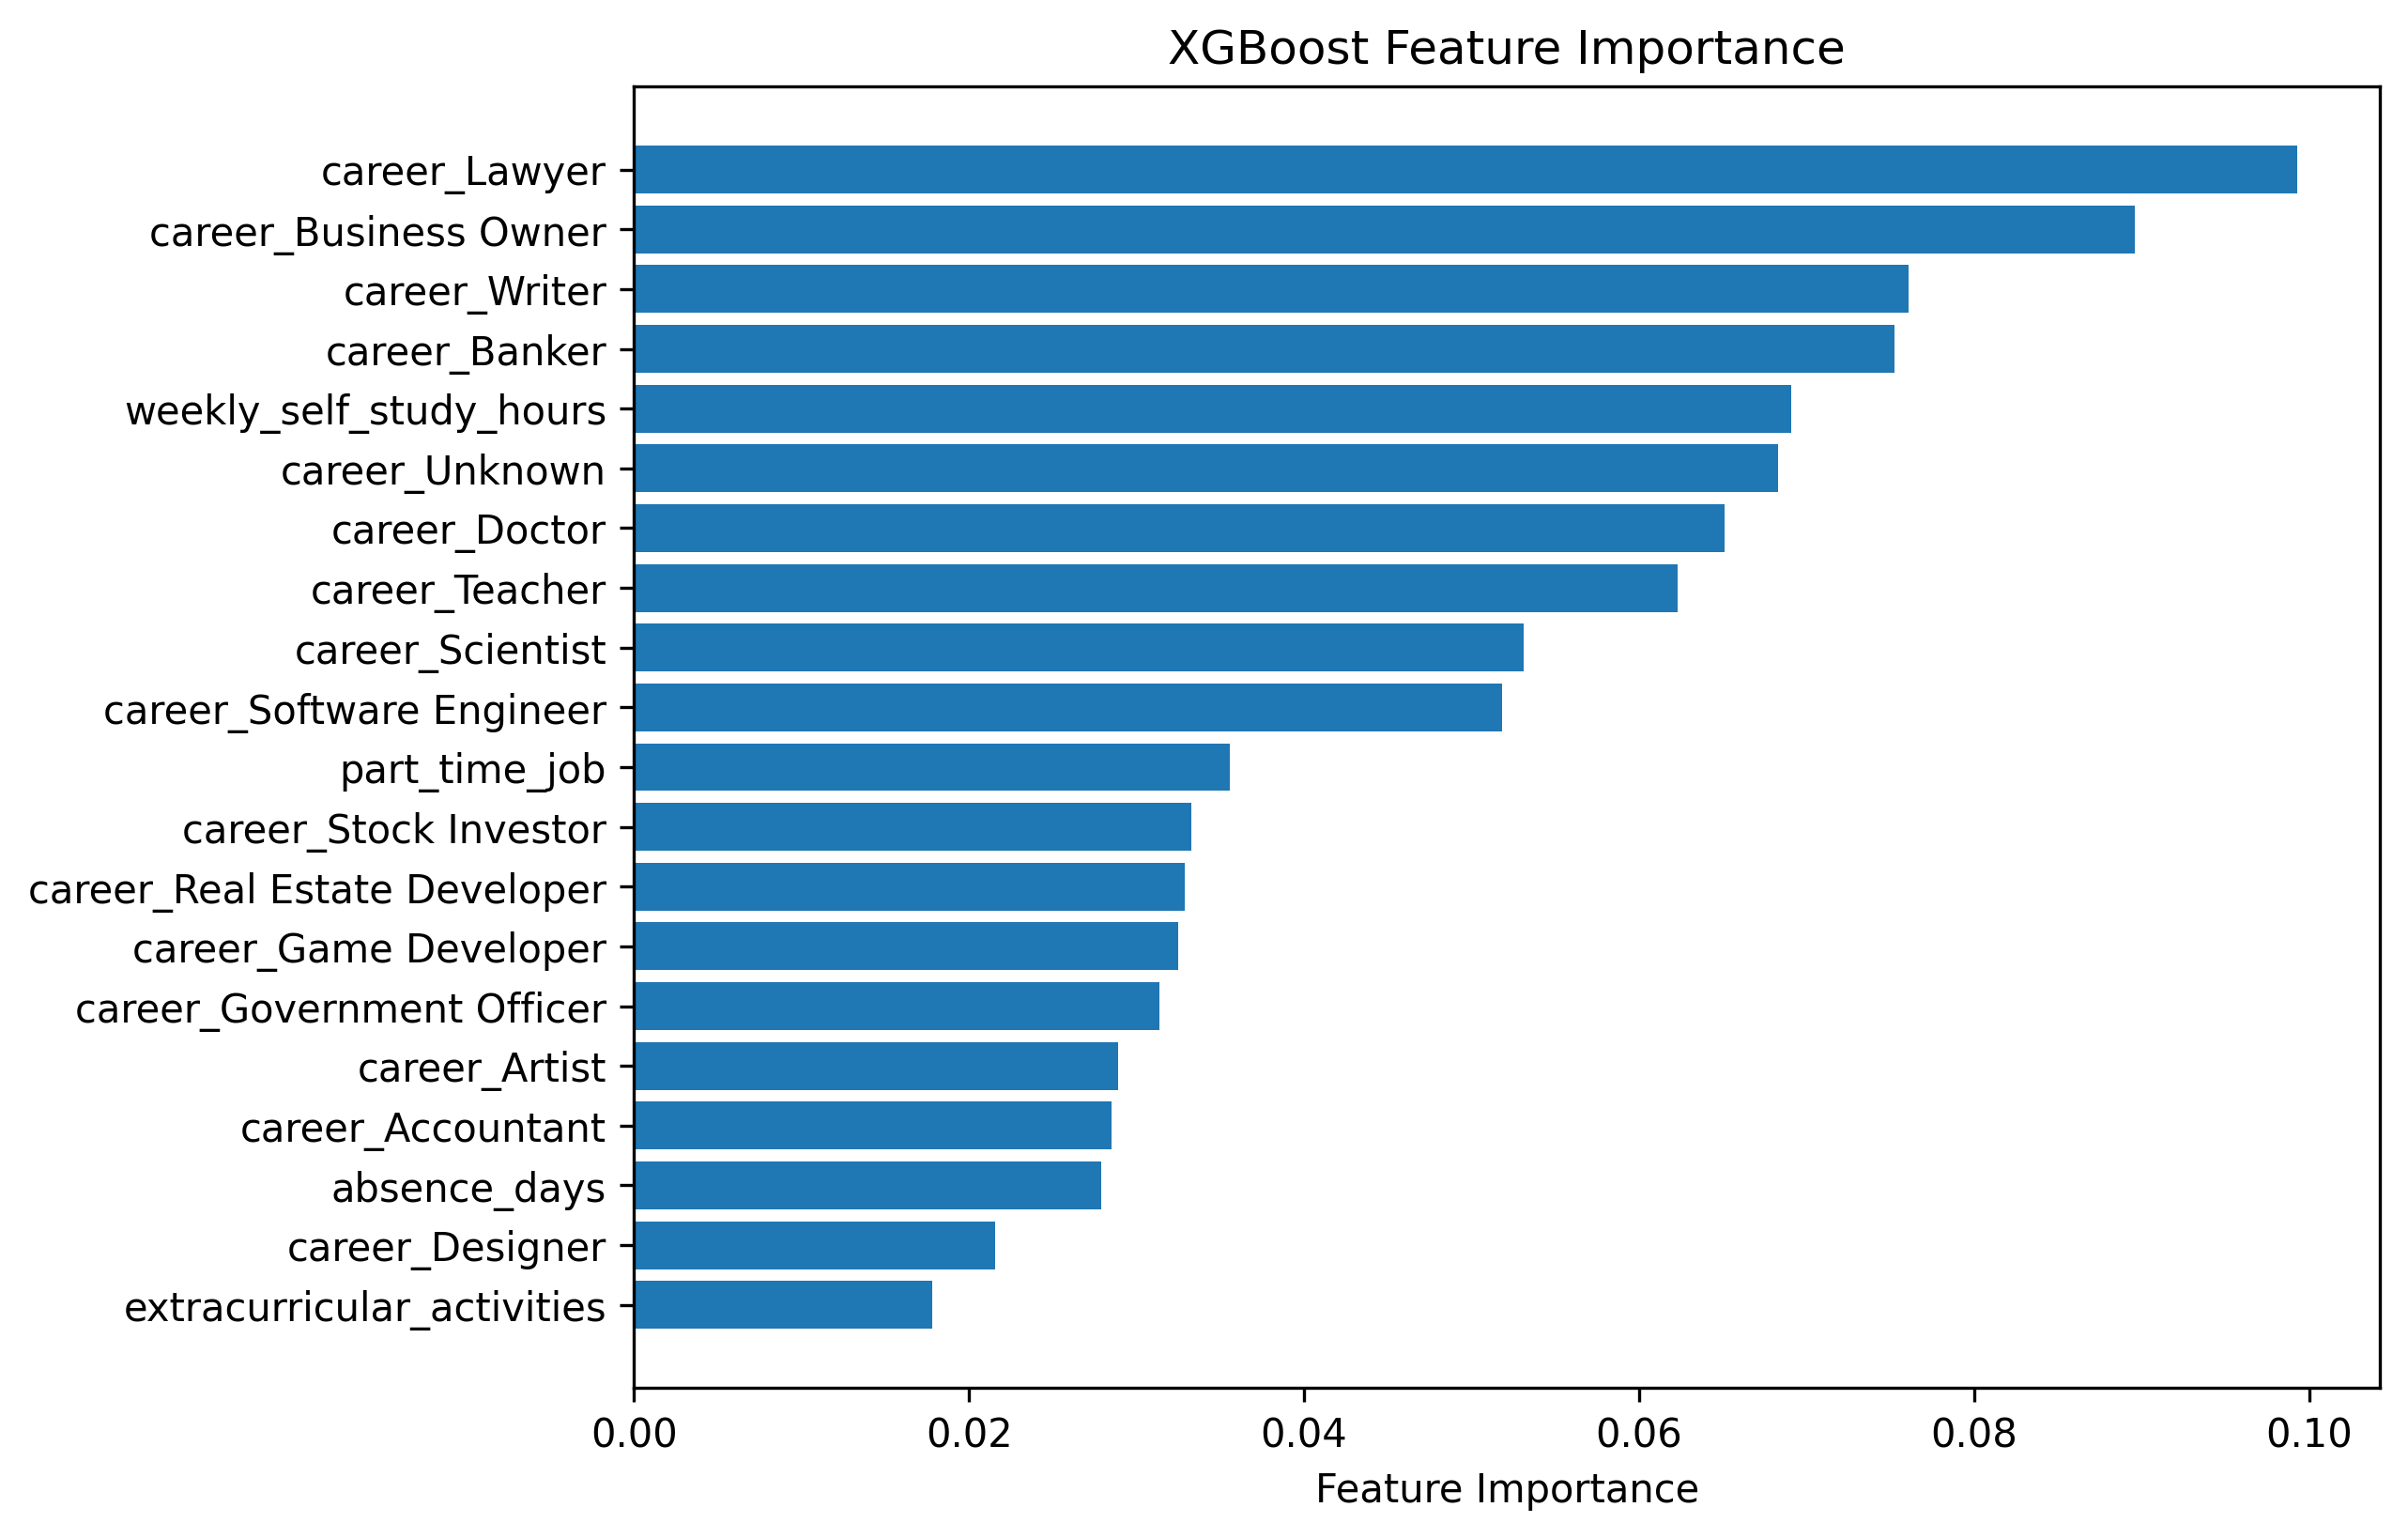 XGBoost Feature Importance
career_Lawyer
career_Business Owner
career_Writer
career_Banker
weekly_self_study_hours
career_Unknown
career_Doctor
career_Teacher
career_Scientist
career_Software Engineer
part_time_job
career_Stock Investor
career_Real Estate Developer
career_Game Developer
career_Government Officer
career_Artist
career_Accountant
absence_days
career_Designer
extracurricular_activities
0.00 0.02 0.04 0.06 0.08 0.10
Feature Importance